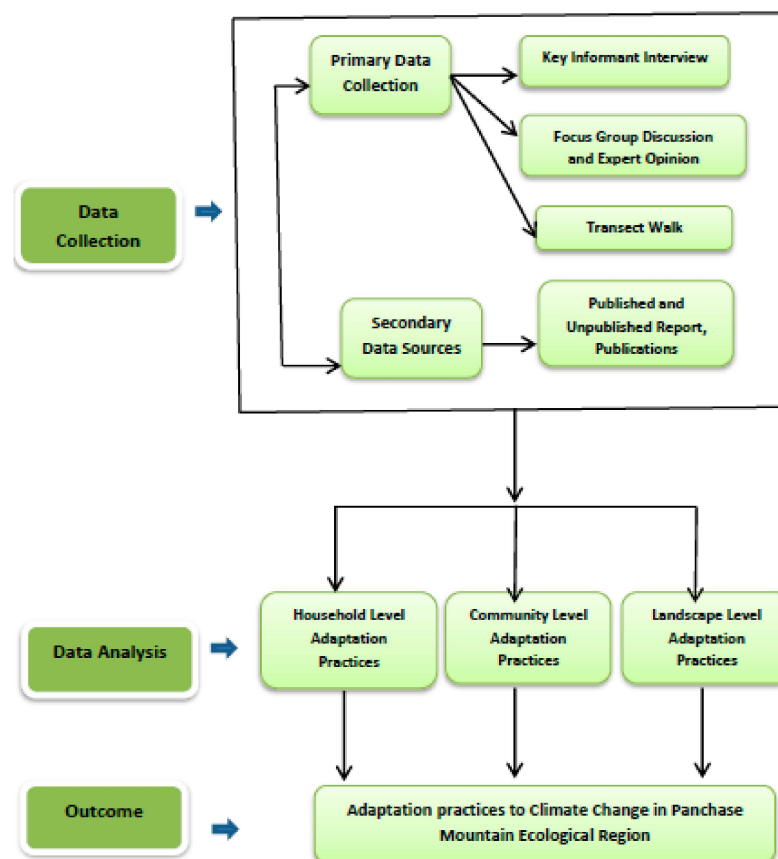 Primary Data
Collection
Key Informant Interview
Focus Group Discussion
and Expert Opinion
Transect Walk
Data
Collection
Secondary
Data Sources
Published and
Unpublished Report,
Publications
Data Analysis
Household Level
Adaptation
Practices
Community Level
Adaptation
Practices
Landscape Level
Adaptation
Practices
Outcome
Adaptation practices to Climate Change in Panchase
Mountain Ecological Region